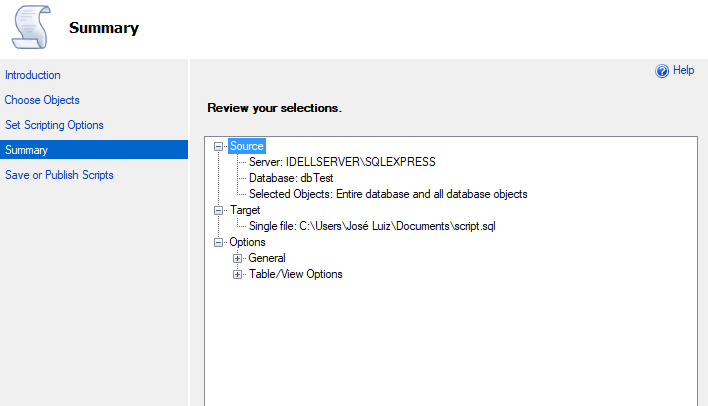 Summary
Help
Introduction
Choose Objects
Set Scripting Options
Summary
Save or Publish Scripts
Review your selections.
Source
Server: IDELLSERVER\SQLEXPRESS
Database: dbTest
Selected Objects: Entire database and all database objects
Target
Single file: C:\Users\José Luiz\Documents\script.sql
Options
General
Table/View Options